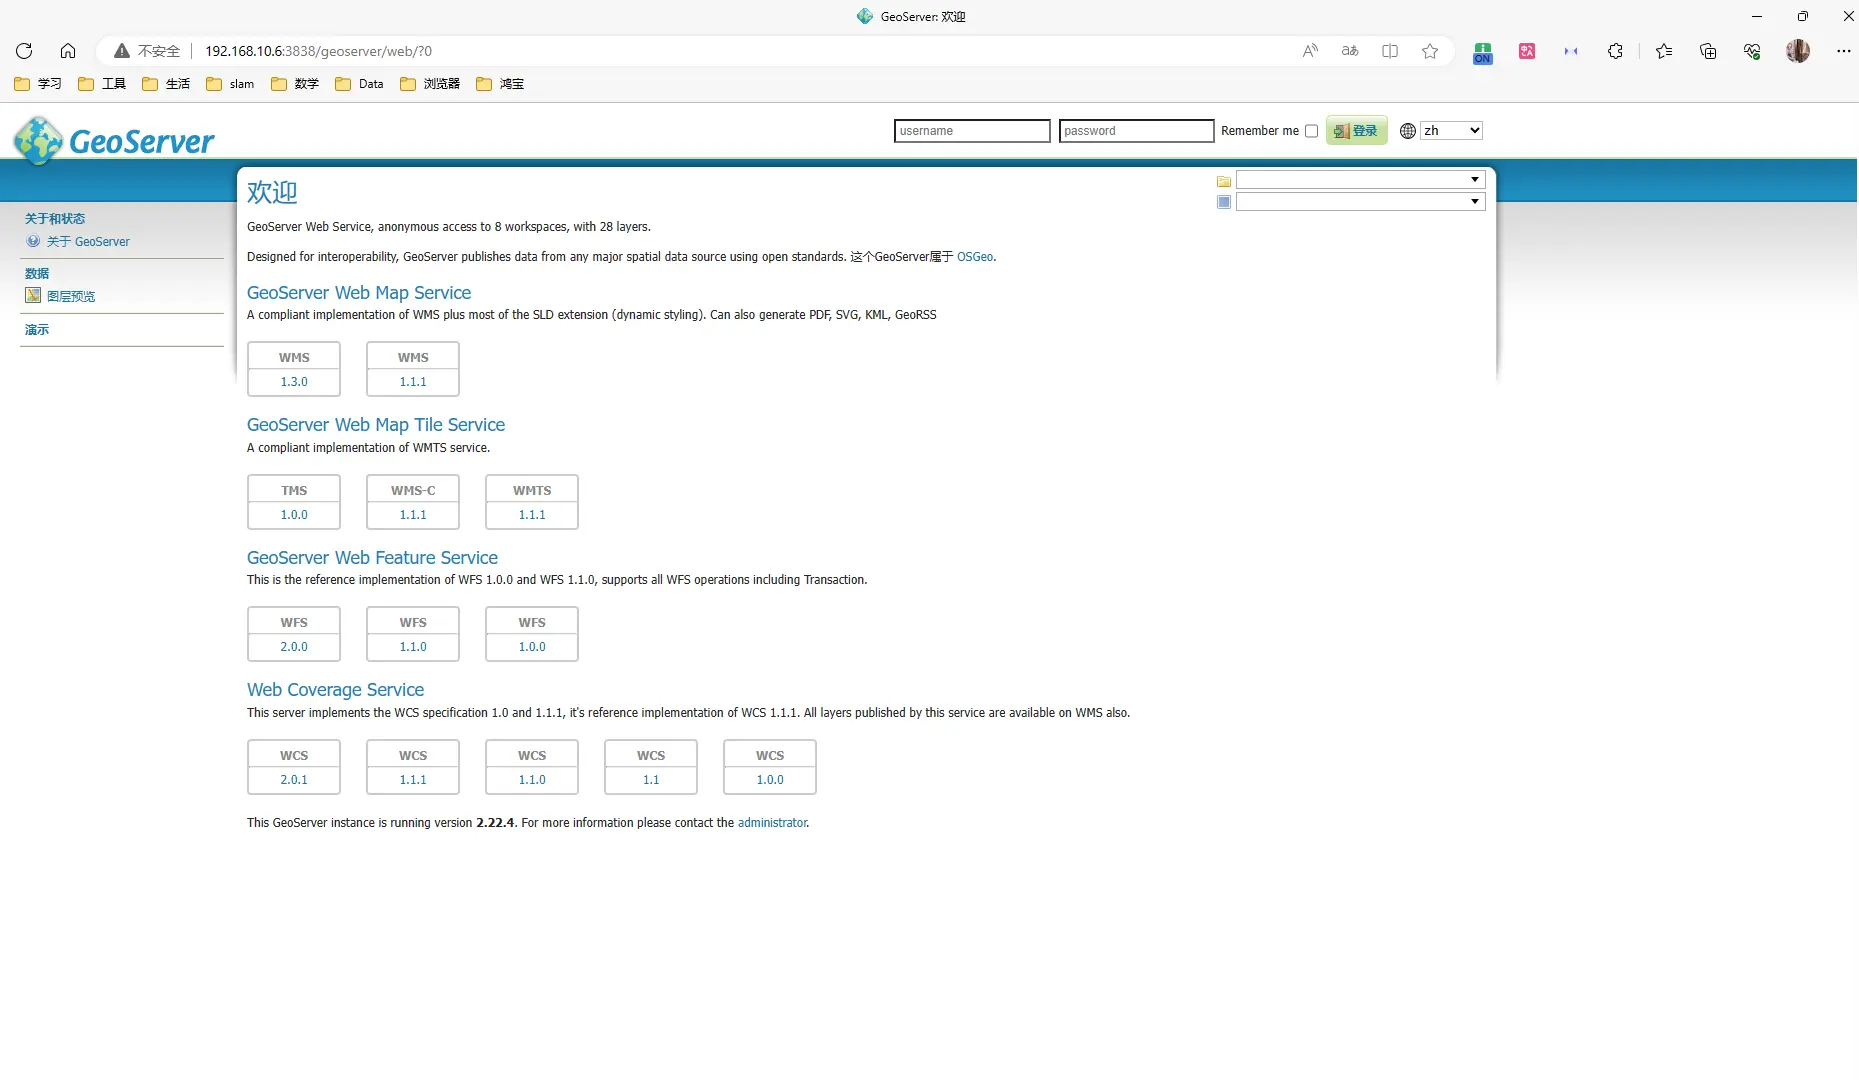 GeoServer: 欢迎
不安全 192.168.10.6:3838/geoserver/web/?0
ON
学习 工具 生活 slam 数学 Data 浏览器 鸿宝
GeoServer
username password Remember me 登录 zh
欢迎
关于和状态
关于 GeoServer
数据
图层预览
演示
GeoServer Web Service, anonymous access to 8 workspaces, with 28 layers.
Designed for interoperability, GeoServer publishes data from any major spatial data source using open standards. 这个GeoServer属于 OSGeo.
GeoServer Web Map Service
A compliant implementation of WMS plus most of the SLD extension (dynamic styling). Can also generate PDF, SVG, KML, GeoRSS
WMS WMS
1.3.0 1.1.1
GeoServer Web Map Tile Service
A compliant implementation of WMTS service.
TMS WMS-C WMTS
1.0.0 1.1.1 1.1.1
GeoServer Web Feature Service
This is the reference implementation of WFS 1.0.0 and WFS 1.1.0, supports all WFS operations including Transaction.
WFS WFS WFS
2.0.0 1.1.0 1.0.0
Web Coverage Service
This server implements the WCS specification 1.0 and 1.1.1, it's reference implementation of WCS 1.1.1. All layers published by this service are available on WMS also.
WCS WCS WCS WCS WCS
2.0.1 1.1.1 1.1.0 1.1 1.0.0
This GeoServer instance is running version 2.22.4. For more information please contact the administrator.